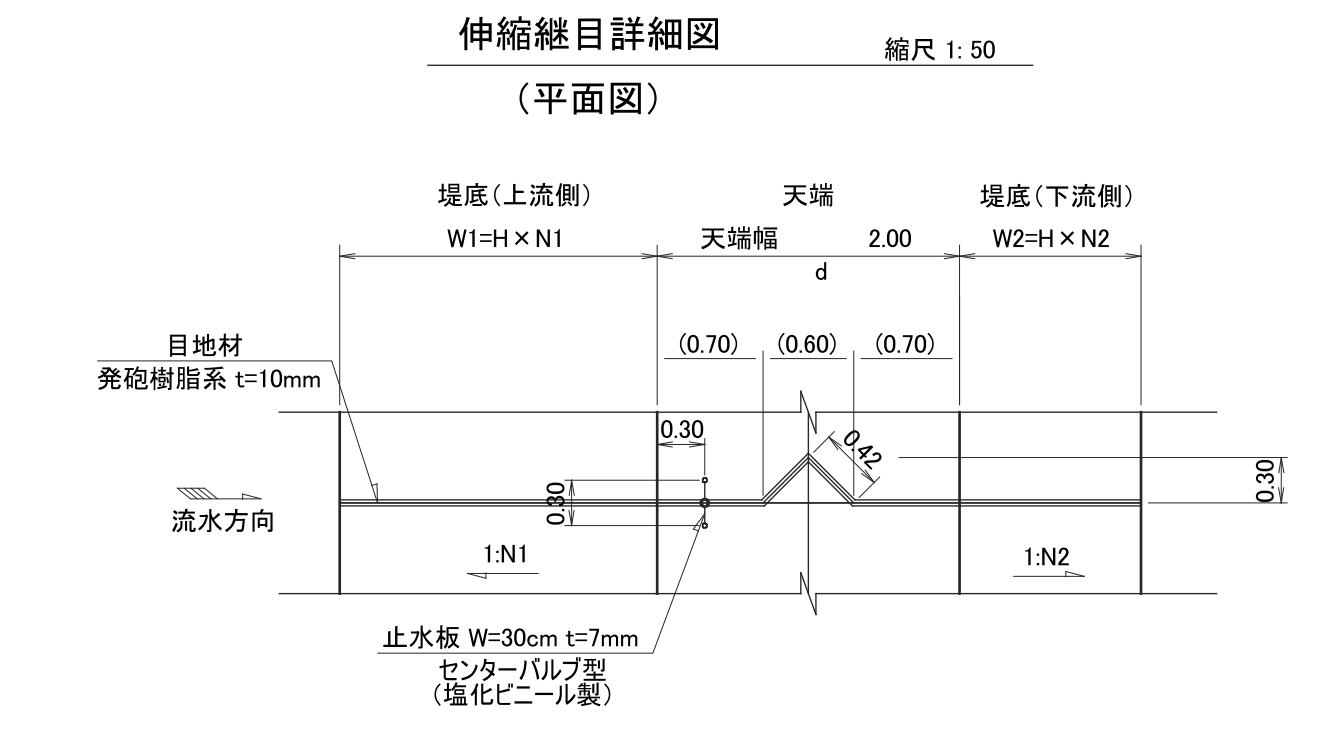 伸縮継目詳細図
縮尺 1: 50
(平面図)
堤底(上流側)
天端
堤底(下流側)
W1=H×N1
天端幅
2.00
W2=H×N2
d
(0.70)
(0.60)
(0.70)
目地材
発砲樹脂系 t=10mm
0.30
0.42
0.30
0.30
流水方向
1:N1
1:N2
止水板 W=30cm t=7mm
センターバルブ型
(塩化ビニール製)